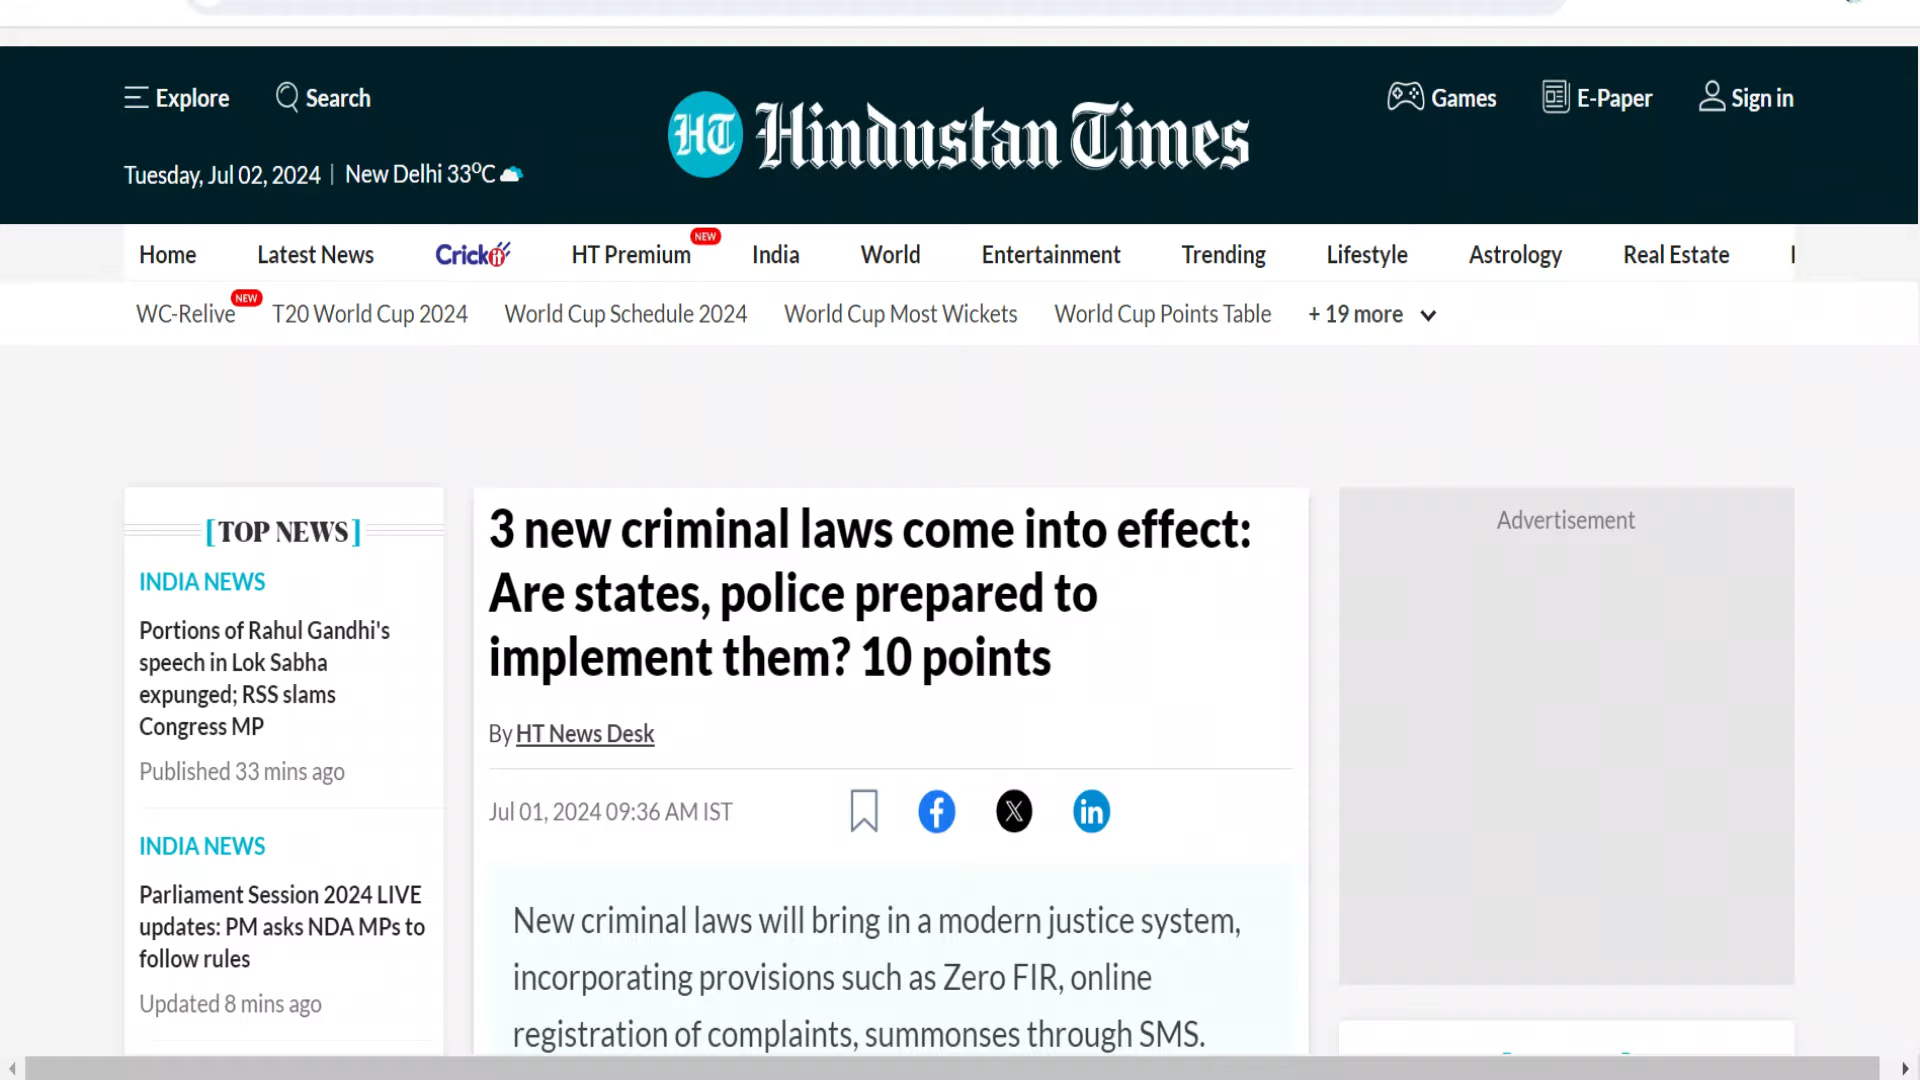 Explore
Search
Games
E-Paper
Sign in
HT Hindustan Times
Tuesday, Jul 02, 2024 | New Delhi 33⁰C
Home
Latest News
Crickit
HT Premium
NEW
India
World
Entertainment
Trending
Lifestyle
Astrology
Real Estate
WC-Relive
NEW
T20 World Cup 2024
World Cup Schedule 2024
World Cup Most Wickets
World Cup Points Table
+ 19 more
[TOP NEWS]
INDIA NEWS
Portions of Rahul Gandhi's
speech in Lok Sabha
expunged; RSS slams
Congress MP
Published 33 mins ago
INDIA NEWS
Parliament Session 2024 LIVE
updates: PM asks NDA MPs to
follow rules
Updated 8 mins ago
3 new criminal laws come into effect:
Are states, police prepared to
implement them? 10 points
By HT News Desk
Jul 01, 2024 09:36 AM IST
f
X
in
New criminal laws will bring in a modern justice system,
incorporating provisions such as Zero FIR, online
registration of complaints, summonses through SMS.
Advertisement